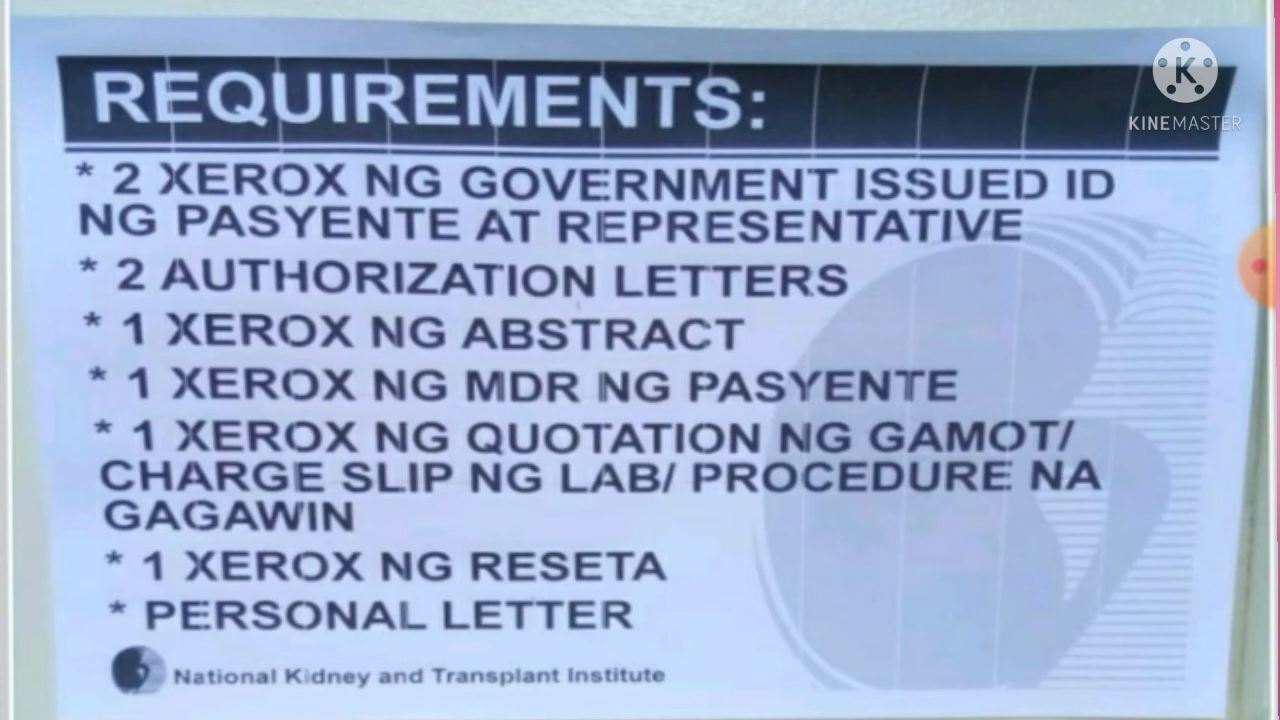 REQUIREMENTS:
KINEMASTER
* 2 XEROX NG GOVERNMENT ISSUED ID
NG PASYENTE AT REPRESENTATIVE
* 2 AUTHORIZATION LETTERS
* 1 XEROX NG ABSTRACT
* 1 XEROX NG MDR NG PASYENTE
* 1 XEROX NG QUOTATION NG GAMOT/
CHARGE SLIP NG LAB/ PROCEDURE NA
GAGAWIN
* 1 XEROX NG RESETA
* PERSONAL LETTER
National Kidney and Transplant Institute